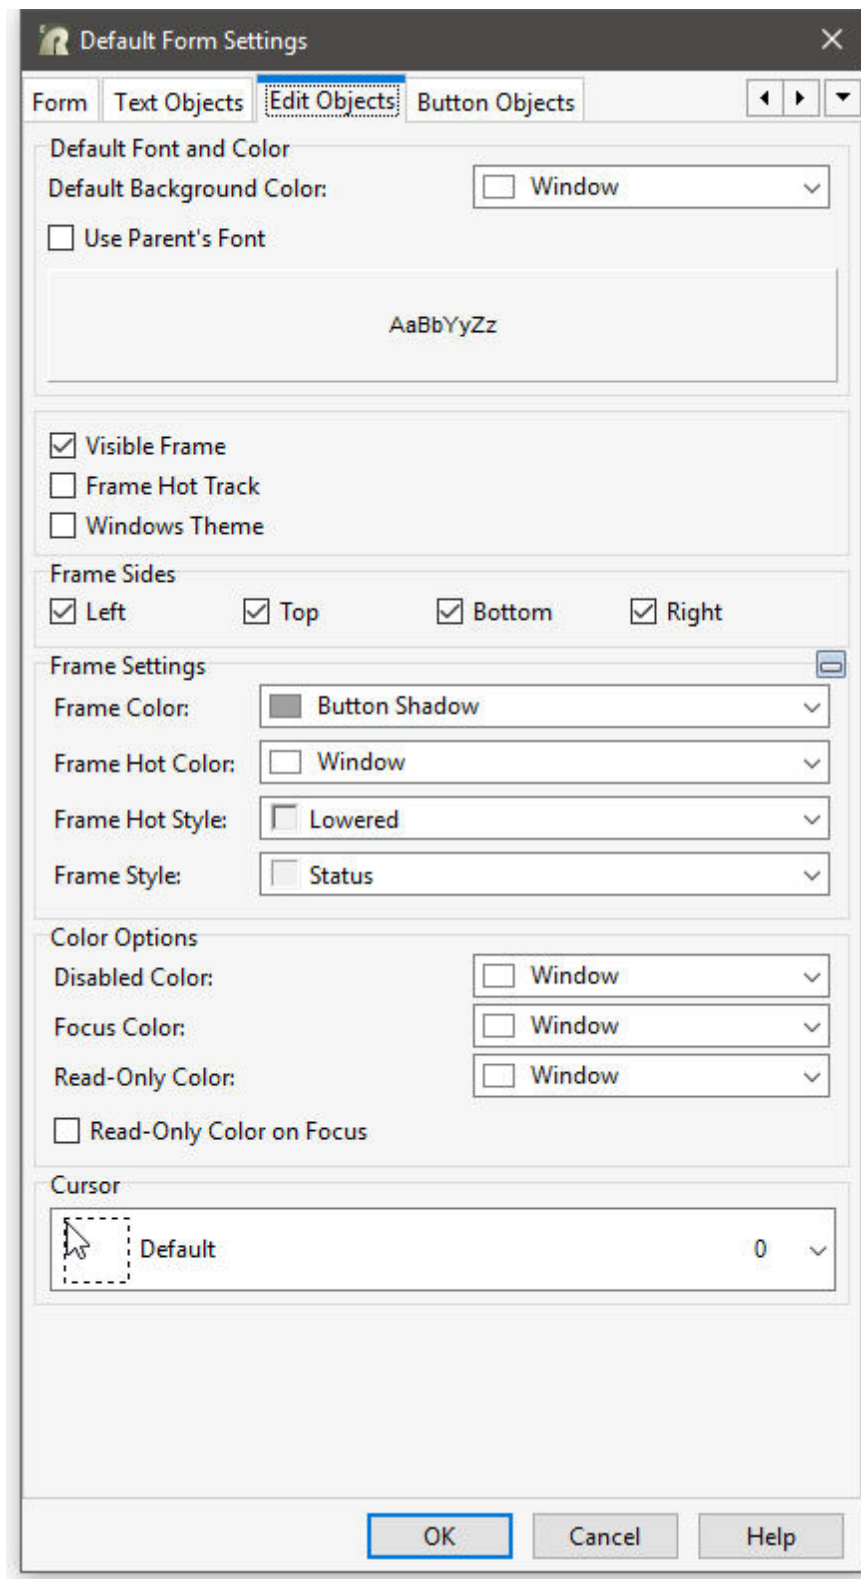 Default Form Settings
Form Text Objects Edit Objects Button Objects
Default Font and Color
Default Background Color: Window
Use Parent's Font
AaBbYyZz
Visible Frame
Frame Hot Track
Windows Theme
Frame Sides
Left Top Bottom Right
Frame Settings
Frame Color: Button Shadow
Frame Hot Color: Window
Frame Hot Style: Lowered
Frame Style: Status
Color Options
Disabled Color: Window
Focus Color: Window
Read-Only Color: Window
Read-Only Color on Focus
Cursor
Default 0
OK Cancel Help